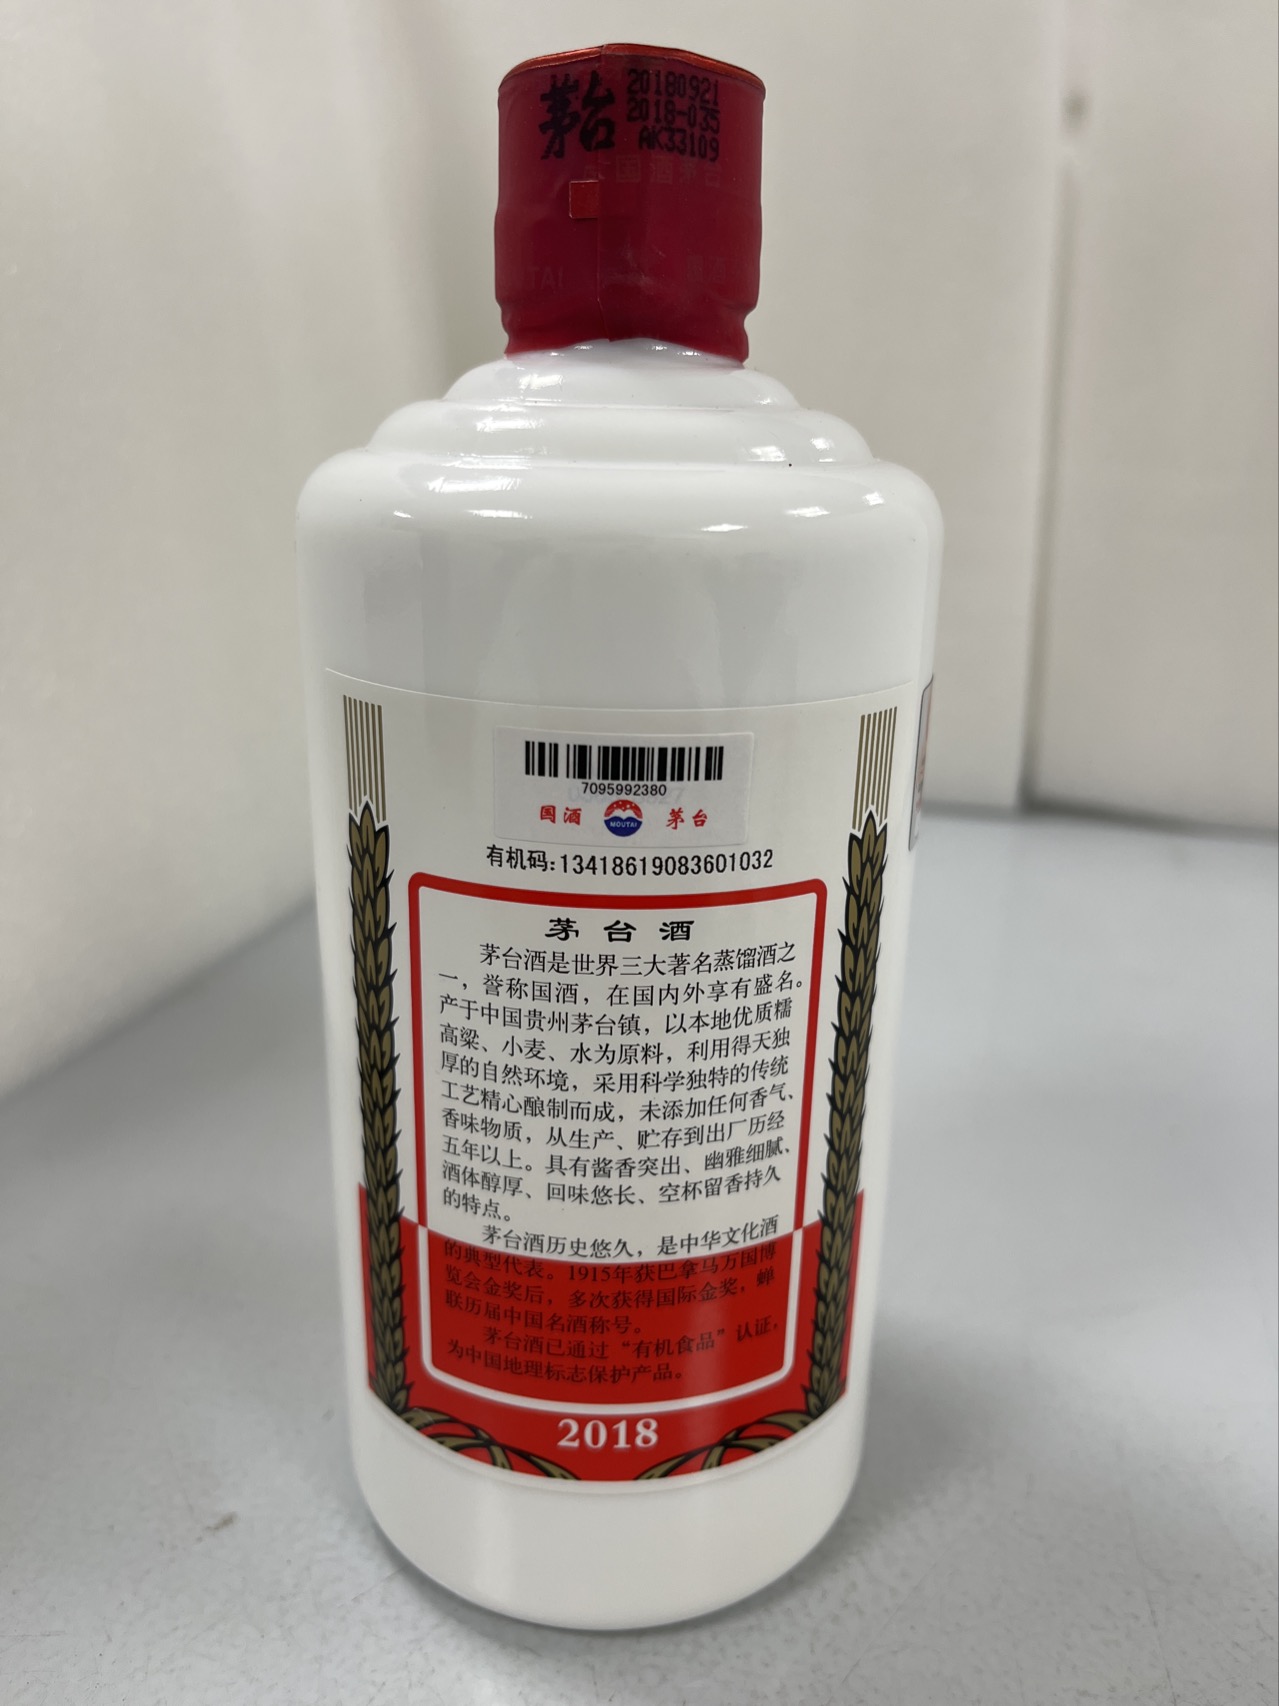 茅台
20180921
2018-035
AK33109
国酒茅台
7095992380
国酒
MOUTAI
茅台
有机码:13418619083601032
茅台酒
茅台酒是世界三大著名蒸馏酒之
一，誉称国酒，在国内外享有盛名。
产于中国贵州茅台镇，以本地优质糯
高粱、小麦、水为原料，利用得天独
厚的自然环境，采用科学独特的传统
工艺精心酿制而成，未添加任何香气、
香味物质，从生产、贮存到出厂历经
五年以上。具有酱香突出、幽雅细腻、
酒体醇厚、回味悠长、空杯留香持久
的特点。
茅台酒历史悠久，是中华文化酒
的典型代表。1915年获巴拿马万国博
览会金奖后，多次获得国际金奖，蝉
联历届中国名酒称号。
茅台酒已通过“有机食品”认证，
为中国地理标志保护产品。
2018